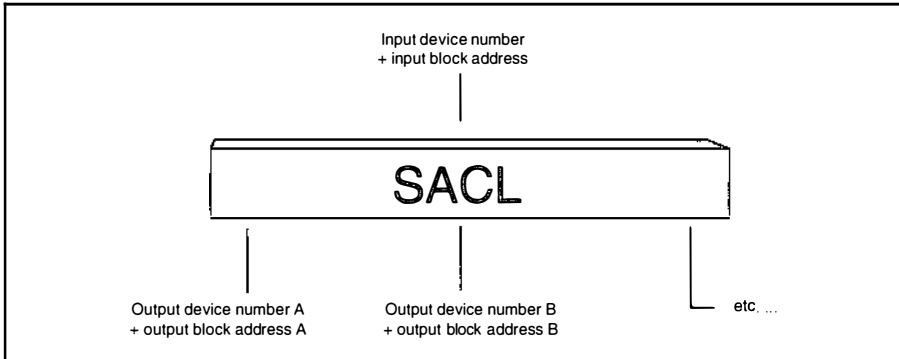 Input device number
+ input block address
SACL
Output device number A
+ output block address A
Output device number B
+ output block address B
etc. ...